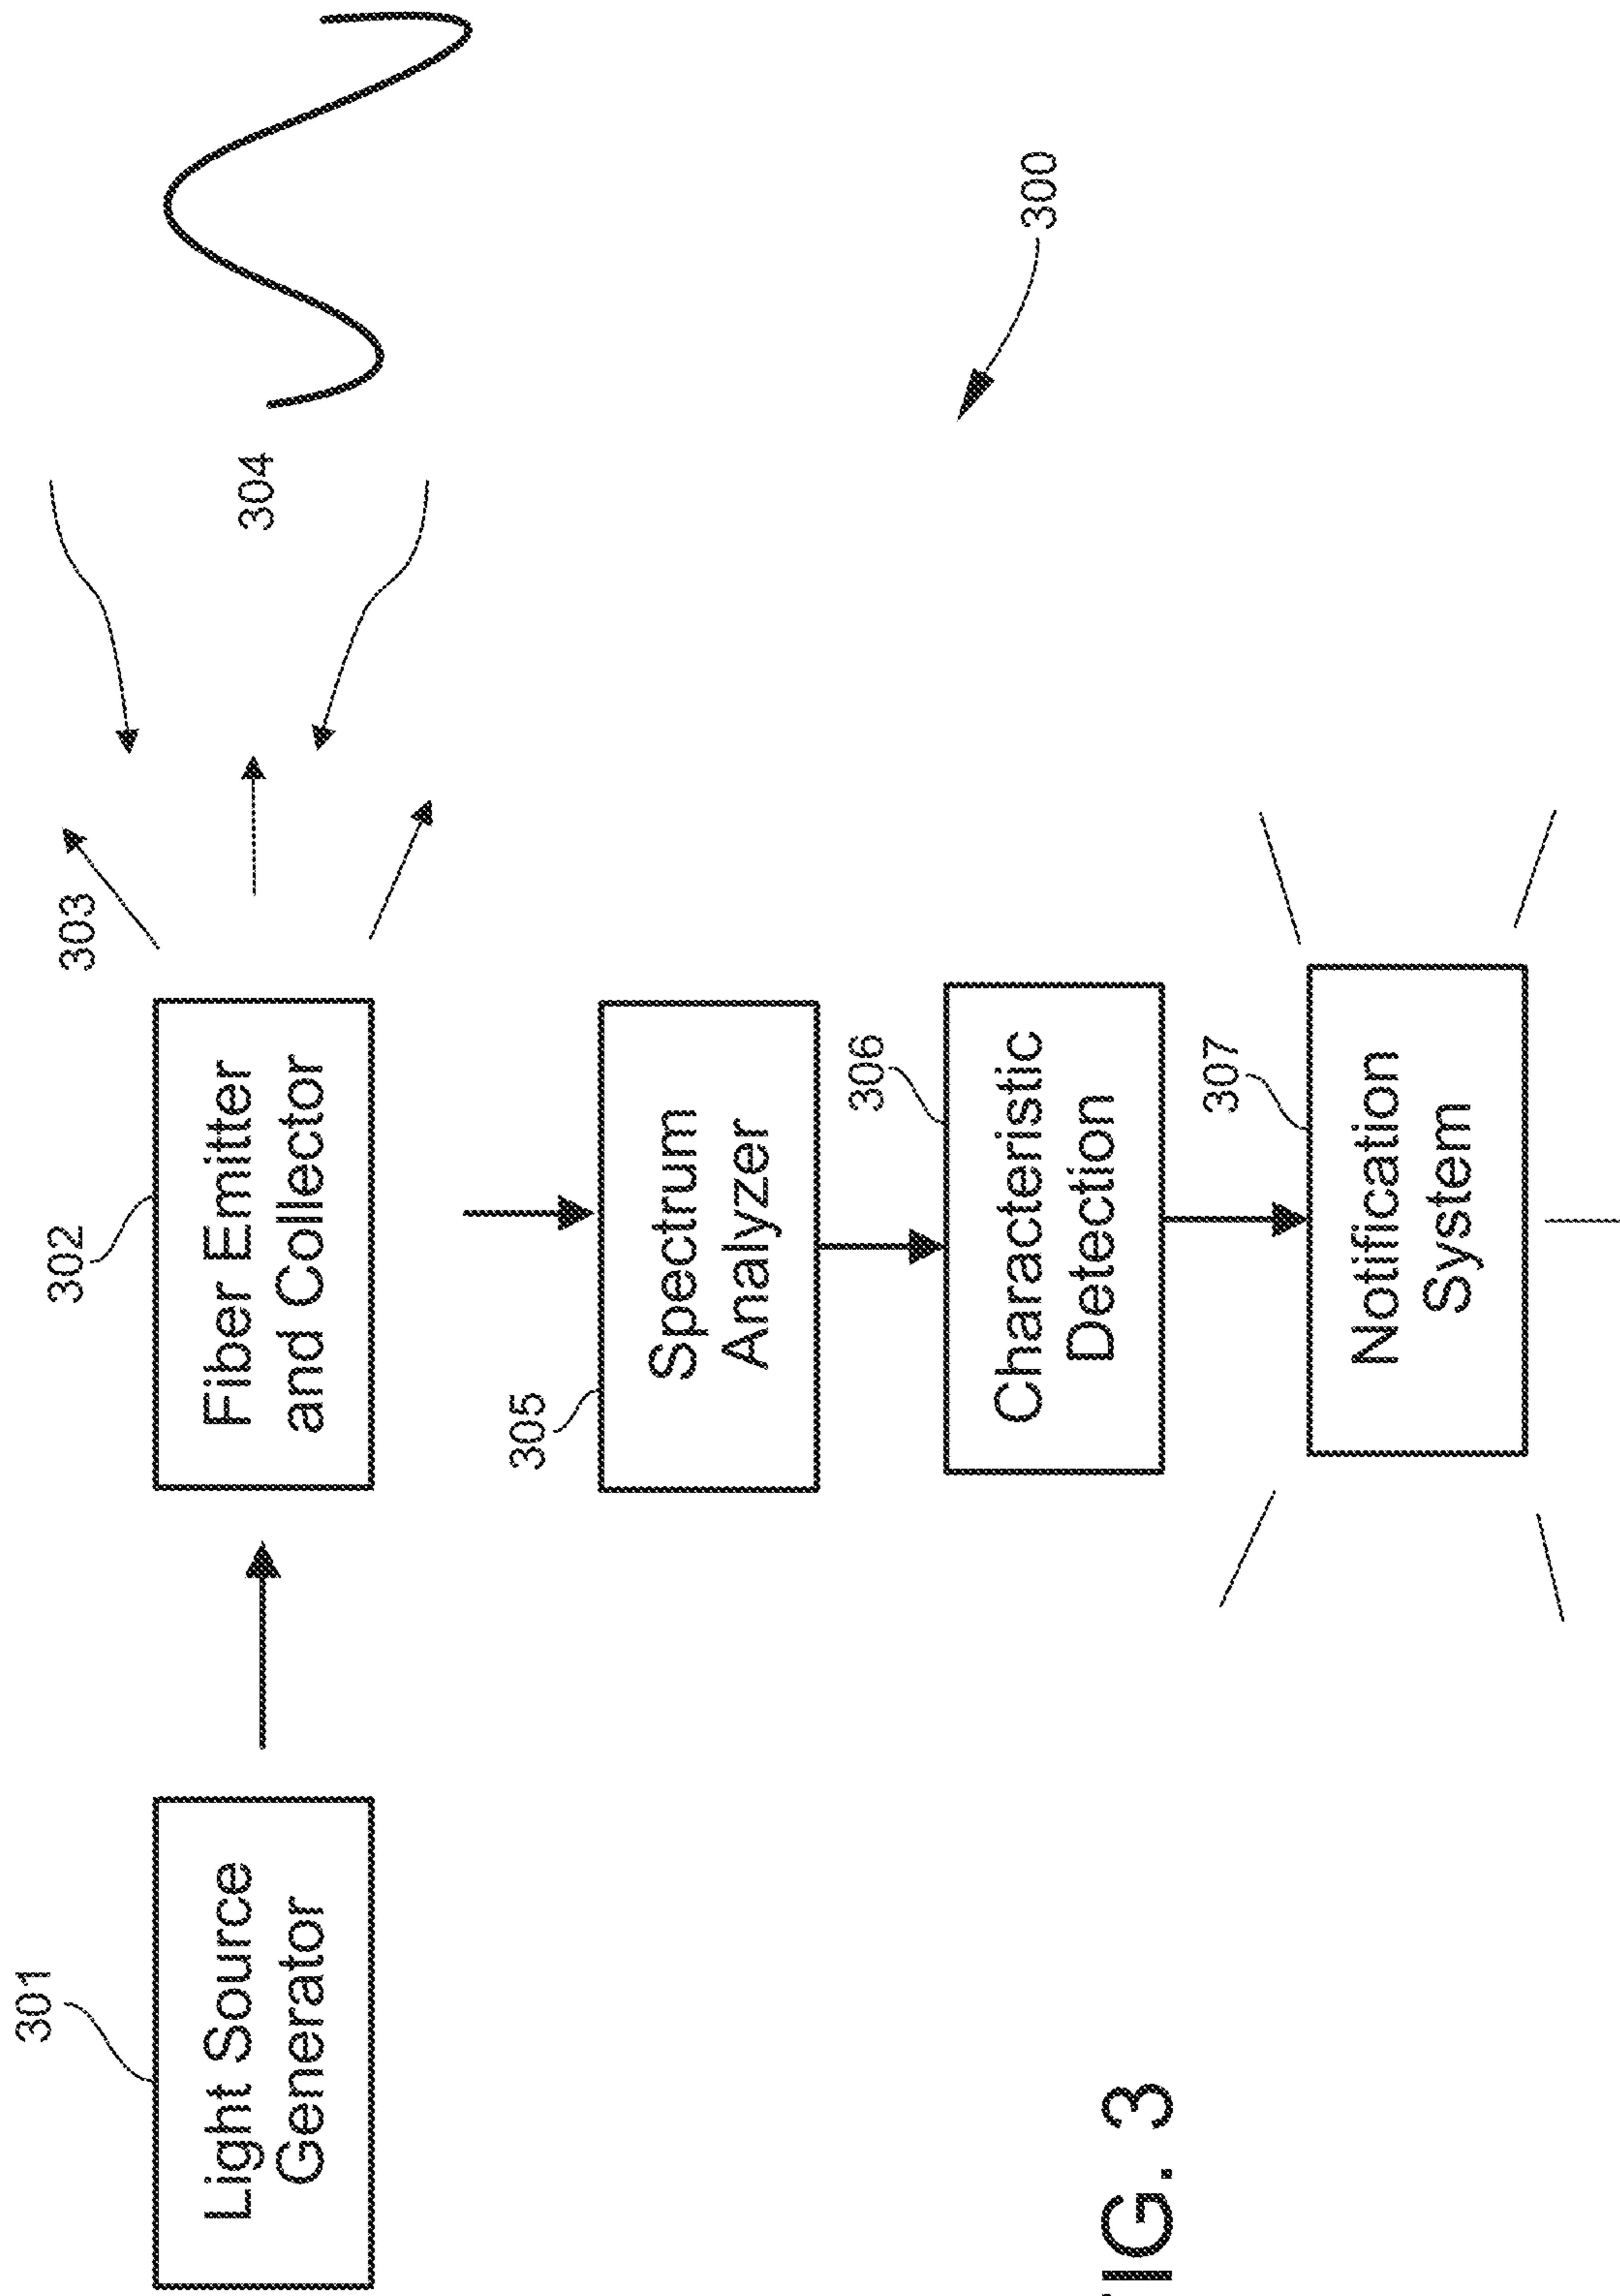 301
Light Source
Generator
302
Fiber Emitter
and Collector
303
304
305
Spectrum
Analyzer
306
Characteristic
Detection
307
Notification
System
300
FIG. 3